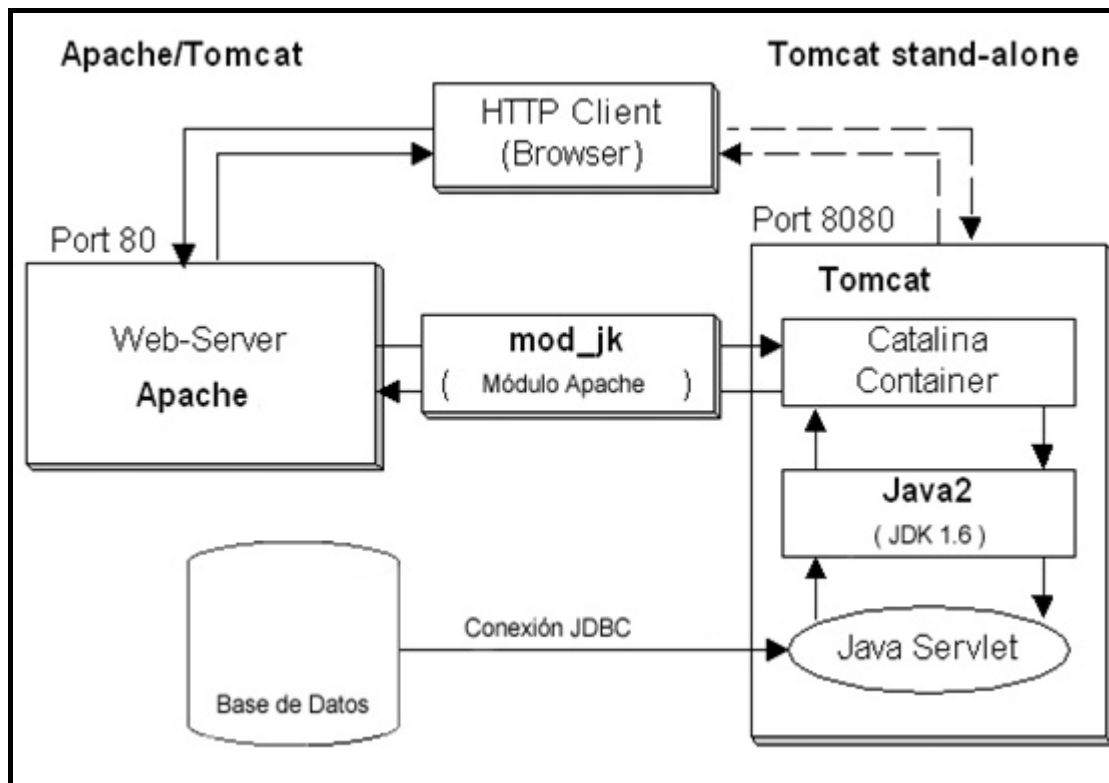 Apache/Tomcat
Tomcat stand-alone
HTTP Client
(Browser)
Port 80
Port 8080
Web-Server
Apache
mod_jk
( Módulo Apache )
Tomcat
Catalina
Container
Java2
( JDK 1.6 )
Java Servlet
Conexión JDBC
Base de Datos